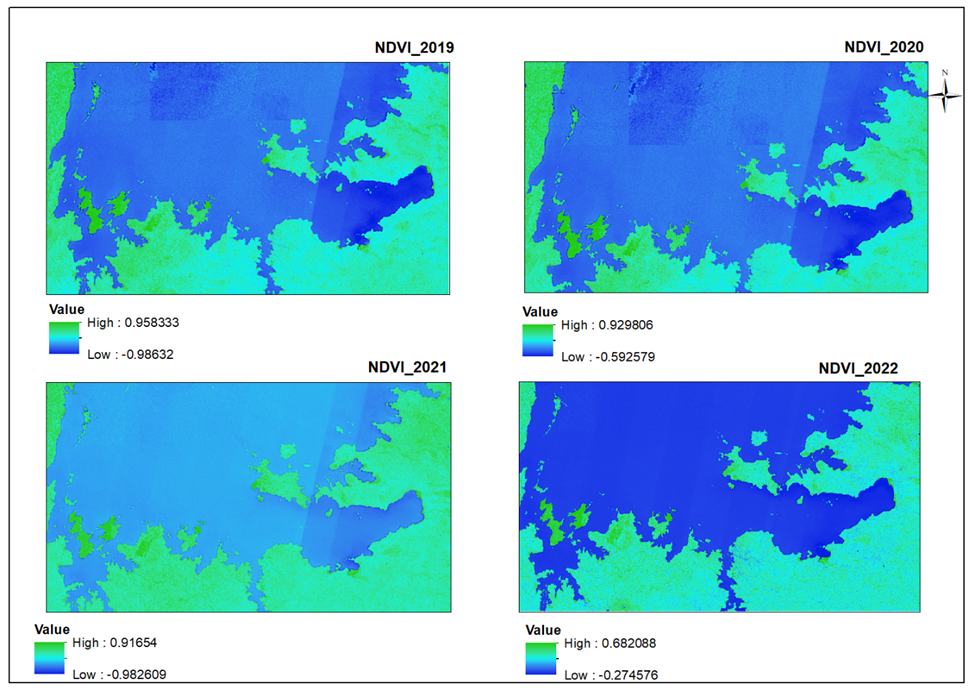 NDVI_2019
NDVI_2020
N
Value
High : 0.958333
Low : -0.98632
Value
High : 0.929806
Low : -0.592579
NDVI_2021
NDVI_2022
Value
High : 0.91654
Low : -0.982609
Value
High : 0.682088
Low : -0.274576